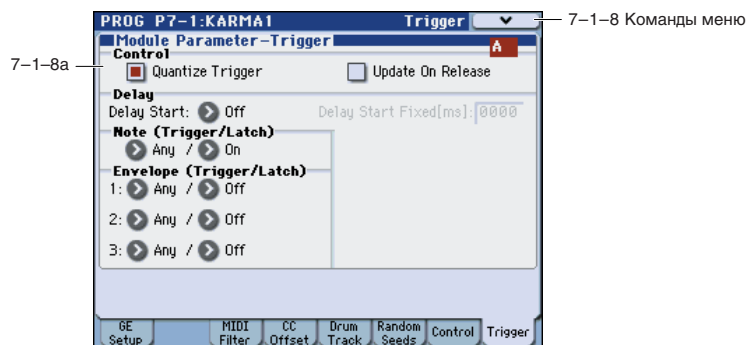 PROG P7-1:KARMA1 Trigger
7–1–8 Команды меню
Module Parameter-Trigger
A
Control
7–1–8a
Quantize Trigger Update On Release
Delay
Delay Start: Off Delay Start Fixed[ms]: 0000
Note (Trigger/Latch)
Any / On
Envelope (Trigger/Latch)
1: Any / Off
2: Any / Off
3: Any / Off
GE Setup MIDI Filter CC Offset Drum Track Random Seeds Control Trigger